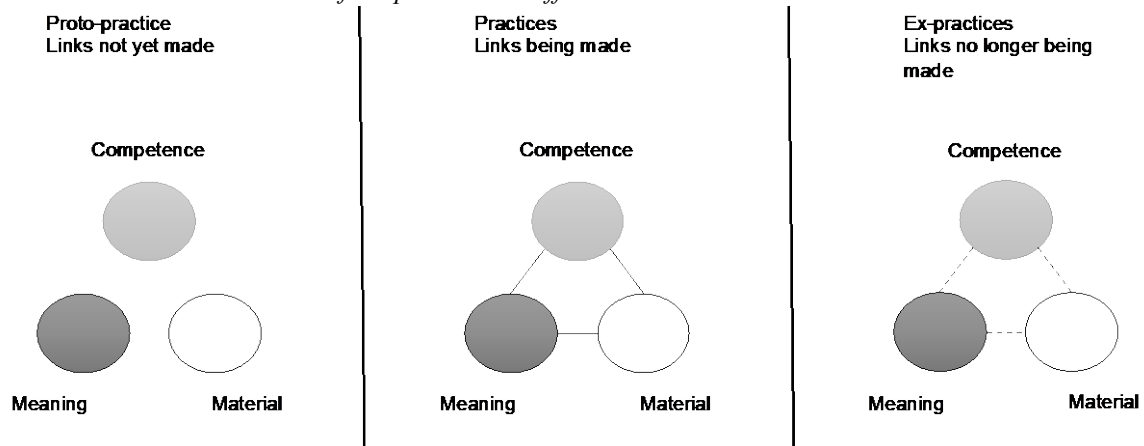 Proto-practice
Links not yet made
Competence
Meaning
Material
Practices
Links being made
Competence
Meaning
Material
Ex-practices
Links no longer being
made
Competence
Meaning
Material